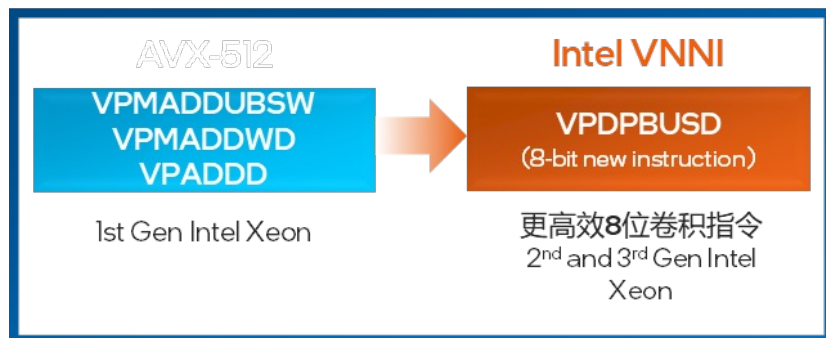 AVX-512
VPMADDUBSW
VPMADDWD
VPADDD
1st Gen Intel Xeon
Intel VNNI
VPDPBUSD
(8-bit new instruction)
更高效8位卷积指令
2nd and 3rd Gen Intel
Xeon